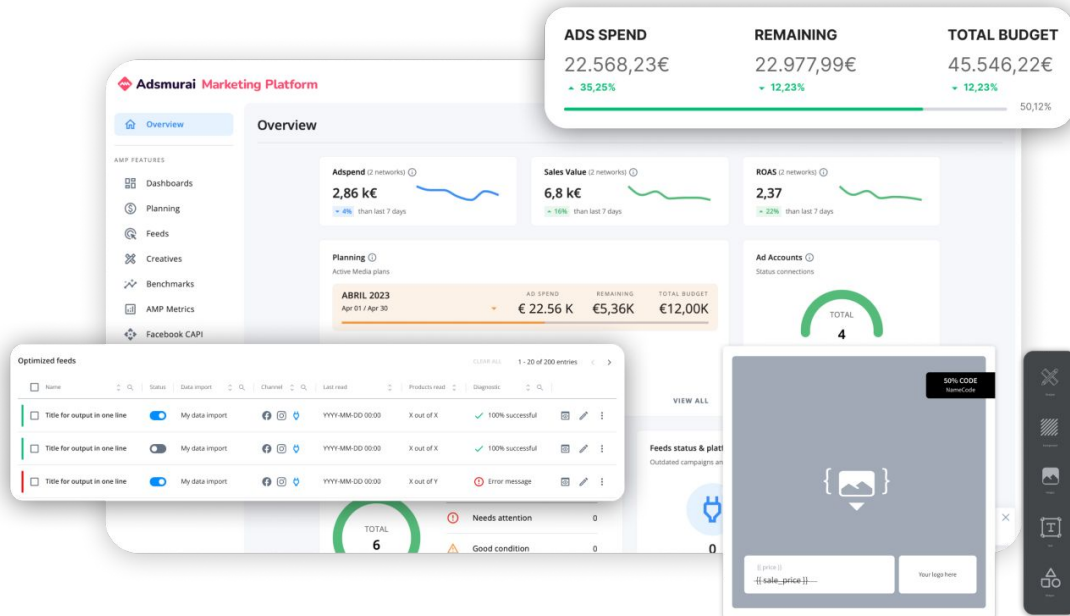 ADS SPEND REMAINING TOTAL BUDGET
22.568,23€ 22.977,99€ 45.546,22€
35,25% 12,23% 12,23%
50,12%
Adsmurai Marketing Platform
Overview
AMP FEATURES
Dashboards
Planning
Feeds
Creatives
Benchmarks
AMP Metrics
Facebook CAPI
Overview
Adspend (2 networks)
2,86 k€
4% than last 7 days
Sales Value (2 networks)
6,8 k€
16% than last 7 days
ROAS (2 networks)
2,37
22% than last 7 days
Planning
Active Media plans
ABRIL 2023
Apr 01 / Apr 30
AD SPEND REMAINING TOTAL BUDGET
€ 22.56 K €5,36K €12,00K
VIEW ALL
Ad Accounts
Status connections
TOTAL
4
Optimized feeds
CLEAR ALL 1 - 20 of 200 entries
Name Status Data import Channel Last read Products read Diagnostic
Title for output in one line My data import YYYY-MM-DD 00:00 X out of X 100% successful
Title for output in one line My data import YYYY-MM-DD 00:00 X out of X 100% successful
Title for output in one line My data import YYYY-MM-DD 00:00 X out of Y Error message
TOTAL
6
Needs attention 0
Good condition 0
Feeds status & plat
Outdated campaigns an
0
50% CODE
NameCode
{{ price }}
{{ sale_price }}
Your logo here
T